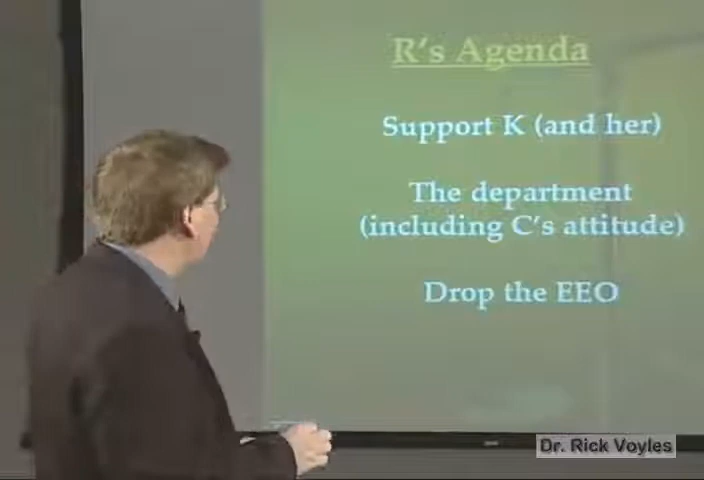 R's Agenda
Support K (and her)
The department
(including C's attitude)
Drop the EEO
Dr. Rick Voyles